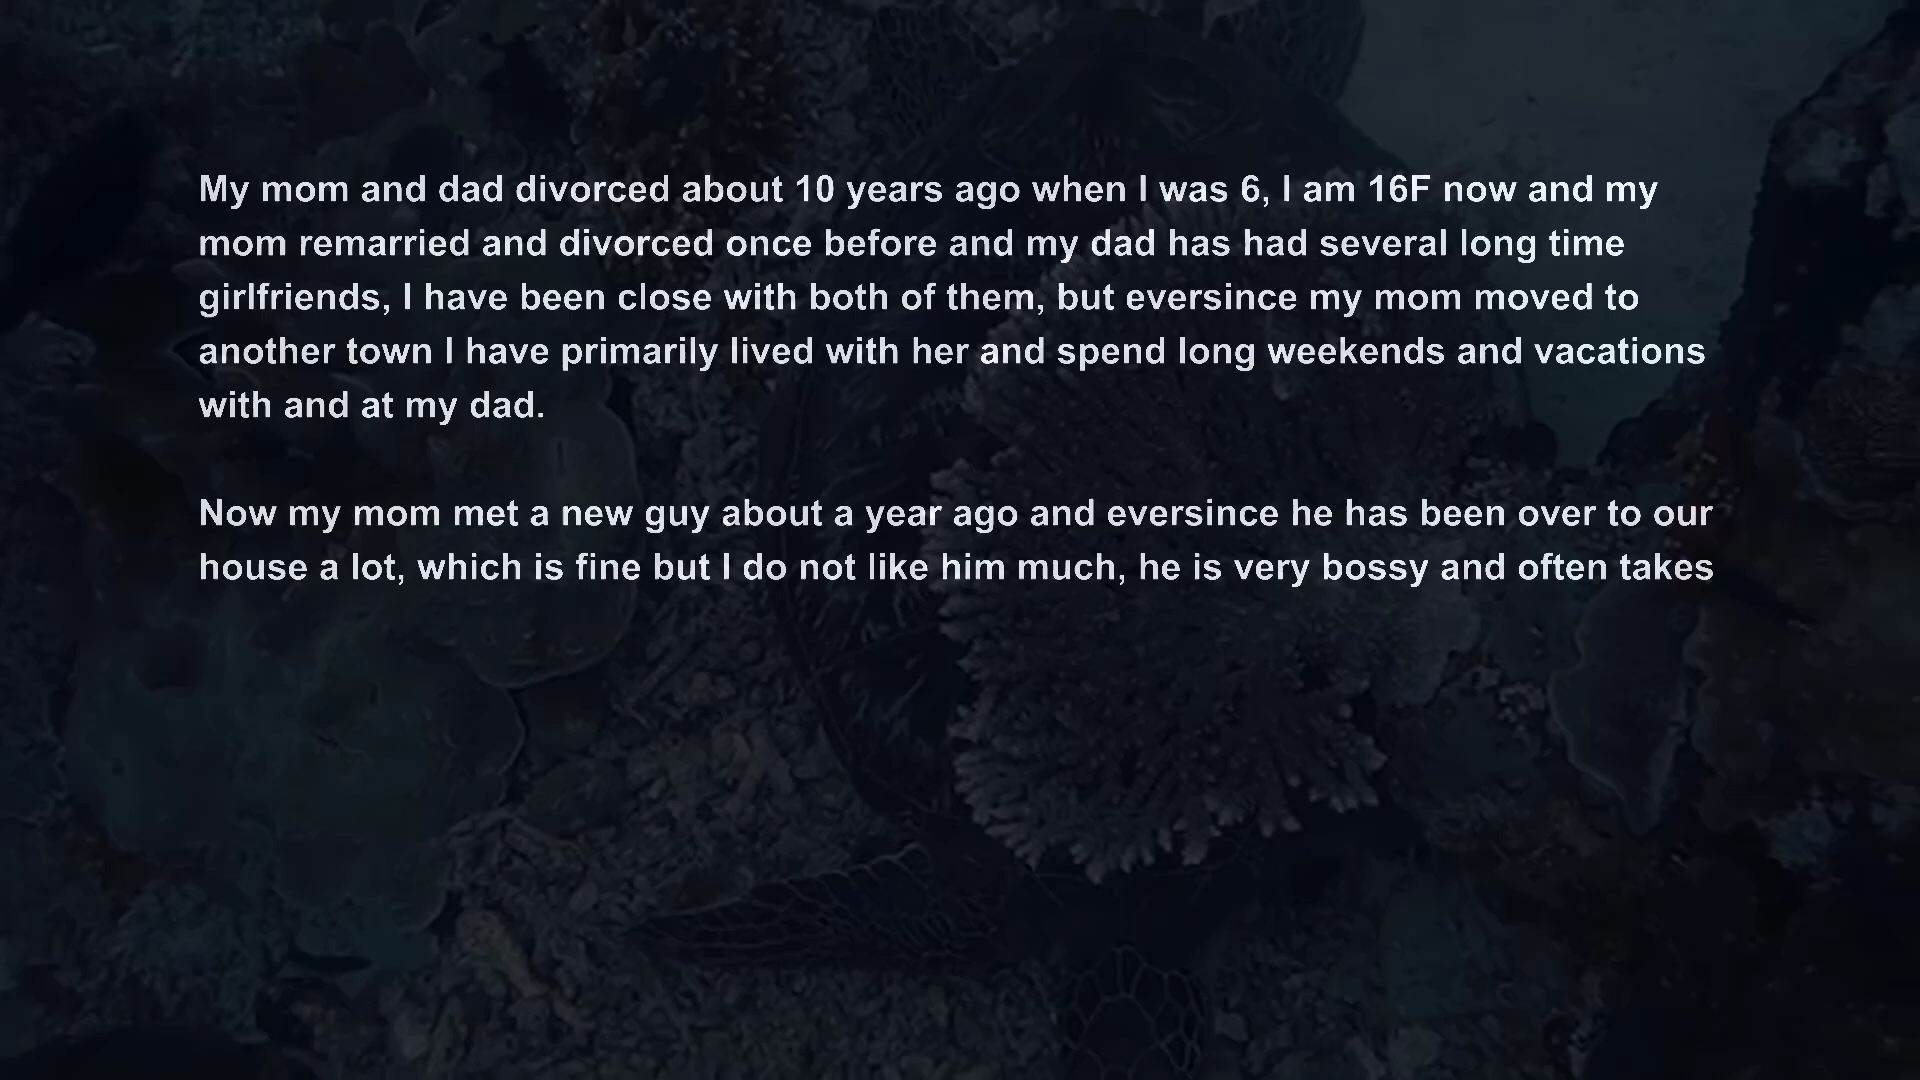 My mom and dad divorced about 10 years ago when I was 6, I am 16F now and my
mom remarried and divorced once before and my dad has had several long time
girlfriends, I have been close with both of them, but eversince my mom moved to
another town I have primarily lived with her and spend long weekends and vacations
with and at my dad.
Now my mom met a new guy about a year ago and eversince he has been over to our
house a lot, which is fine but I do not like him much, he is very bossy and often takes